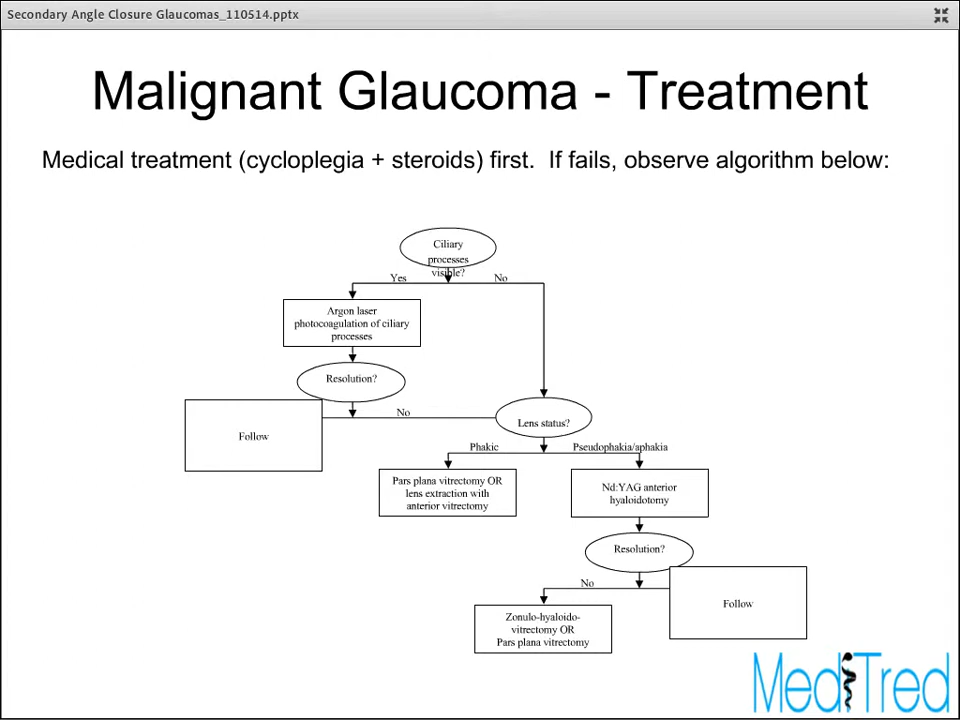 Secondary Angle Closure Glaucomas_110514.pptx
Malignant Glaucoma - Treatment
Medical treatment (cycloplegia + steroids) first.  If fails, observe algorithm below:
Ciliary
processes
visible?
Yes
No
Argon laser
photocoagulation of ciliary
processes
Resolution?
No
Follow
Lens status?
Phakic
Pseudophakia/aphakia
Pars plana vitrectomy OR
lens extraction with
anterior vitrectomy
Nd:YAG anterior
hyaloidotomy
Resolution?
No
Follow
Zonulo-hyaloido-
vitrectomy OR
Pars plana vitrectomy
MediTred